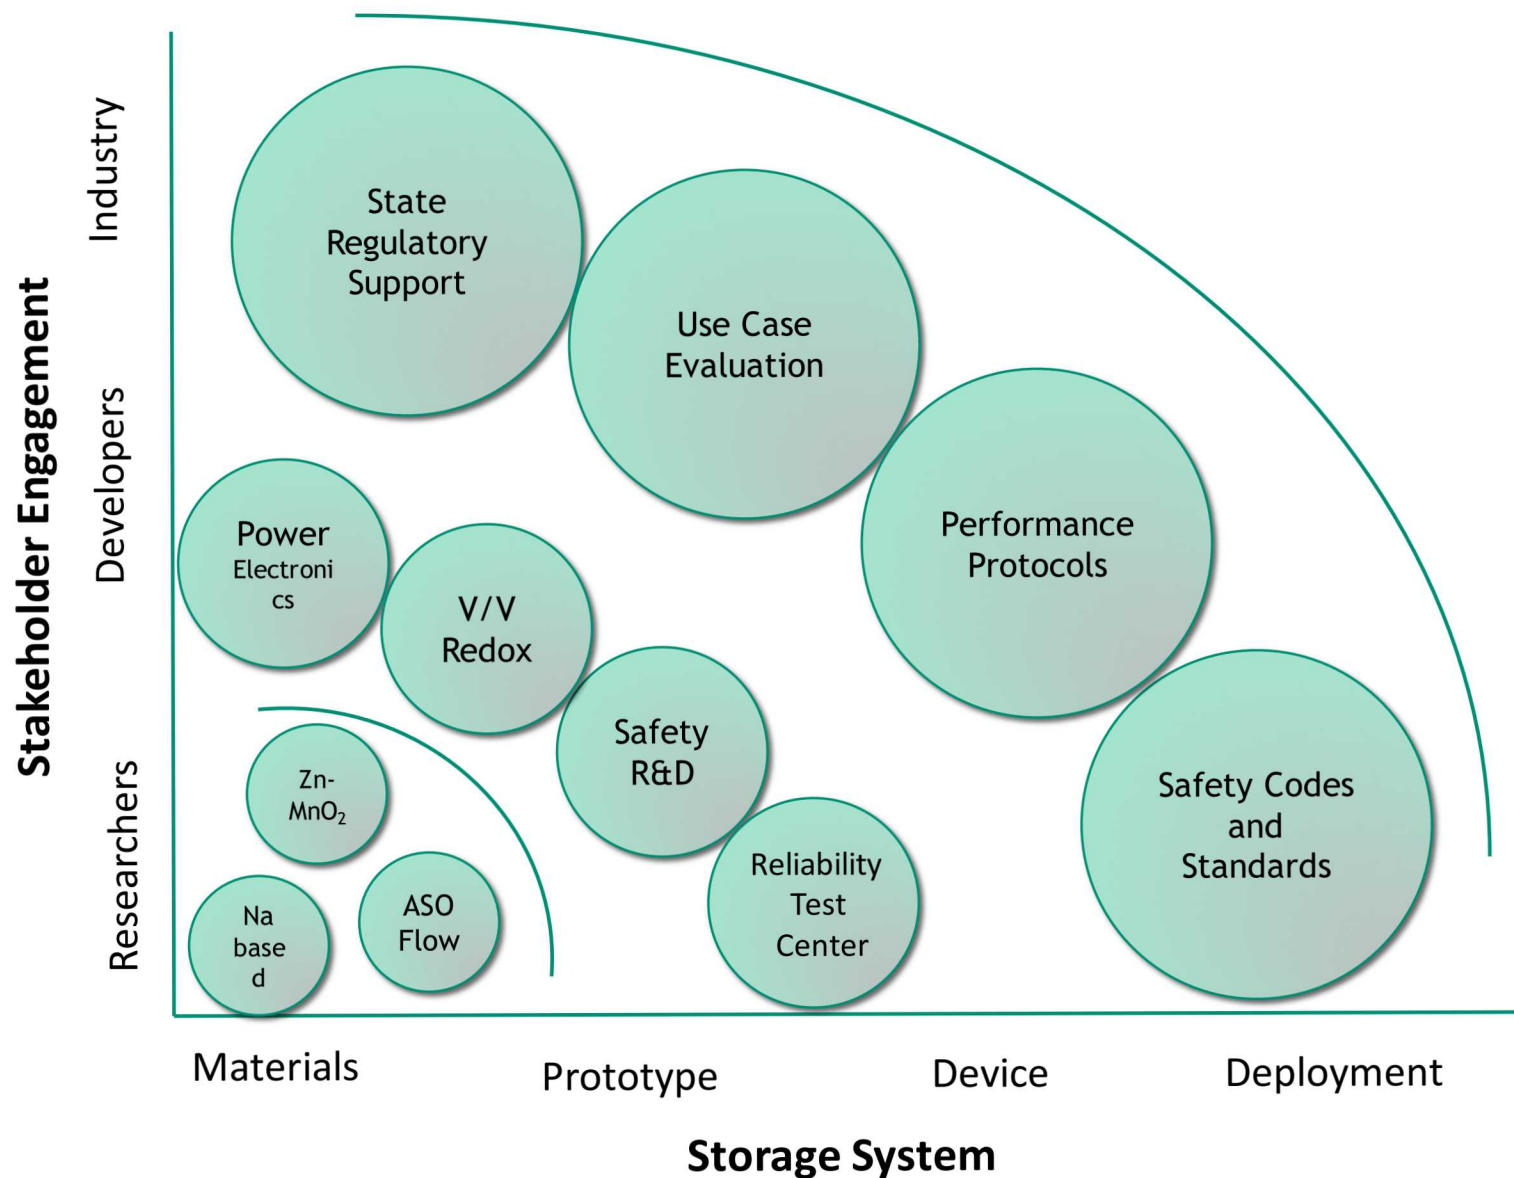 Stakeholder Engagement
Industry
Developers
Researchers
State
Regulatory
Support
Use Case
Evaluation
Performance
Protocols
Safety Codes
and
Standards
Power
Electroni
cs
V/V
Redox
Safety
R&D
Reliability
Test
Center
Zn-
MnO₂
Na
base
d
ASO
Flow
Materials
Prototype
Device
Deployment
Storage System